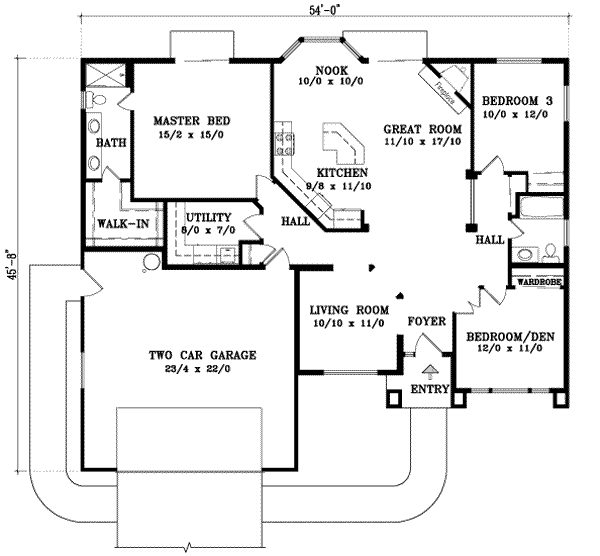 54'-0"
NOOK
10/0 x 10/0
Fireplace
BEDROOM 3
10/0 x 12/0
MASTER BED
15/2 x 15/0
GREAT ROOM
11/10 x 17/10
BATH
KITCHEN
9/8 x 11/10
WALK-IN
UTILITY
8/0 x 7/0
HALL
HALL
45'-8"
WARDROBE
LIVING ROOM
10/10 x 11/0
FOYER
BEDROOM/DEN
12/0 x 11/0
TWO CAR GARAGE
23/4 x 22/0
ENTRY